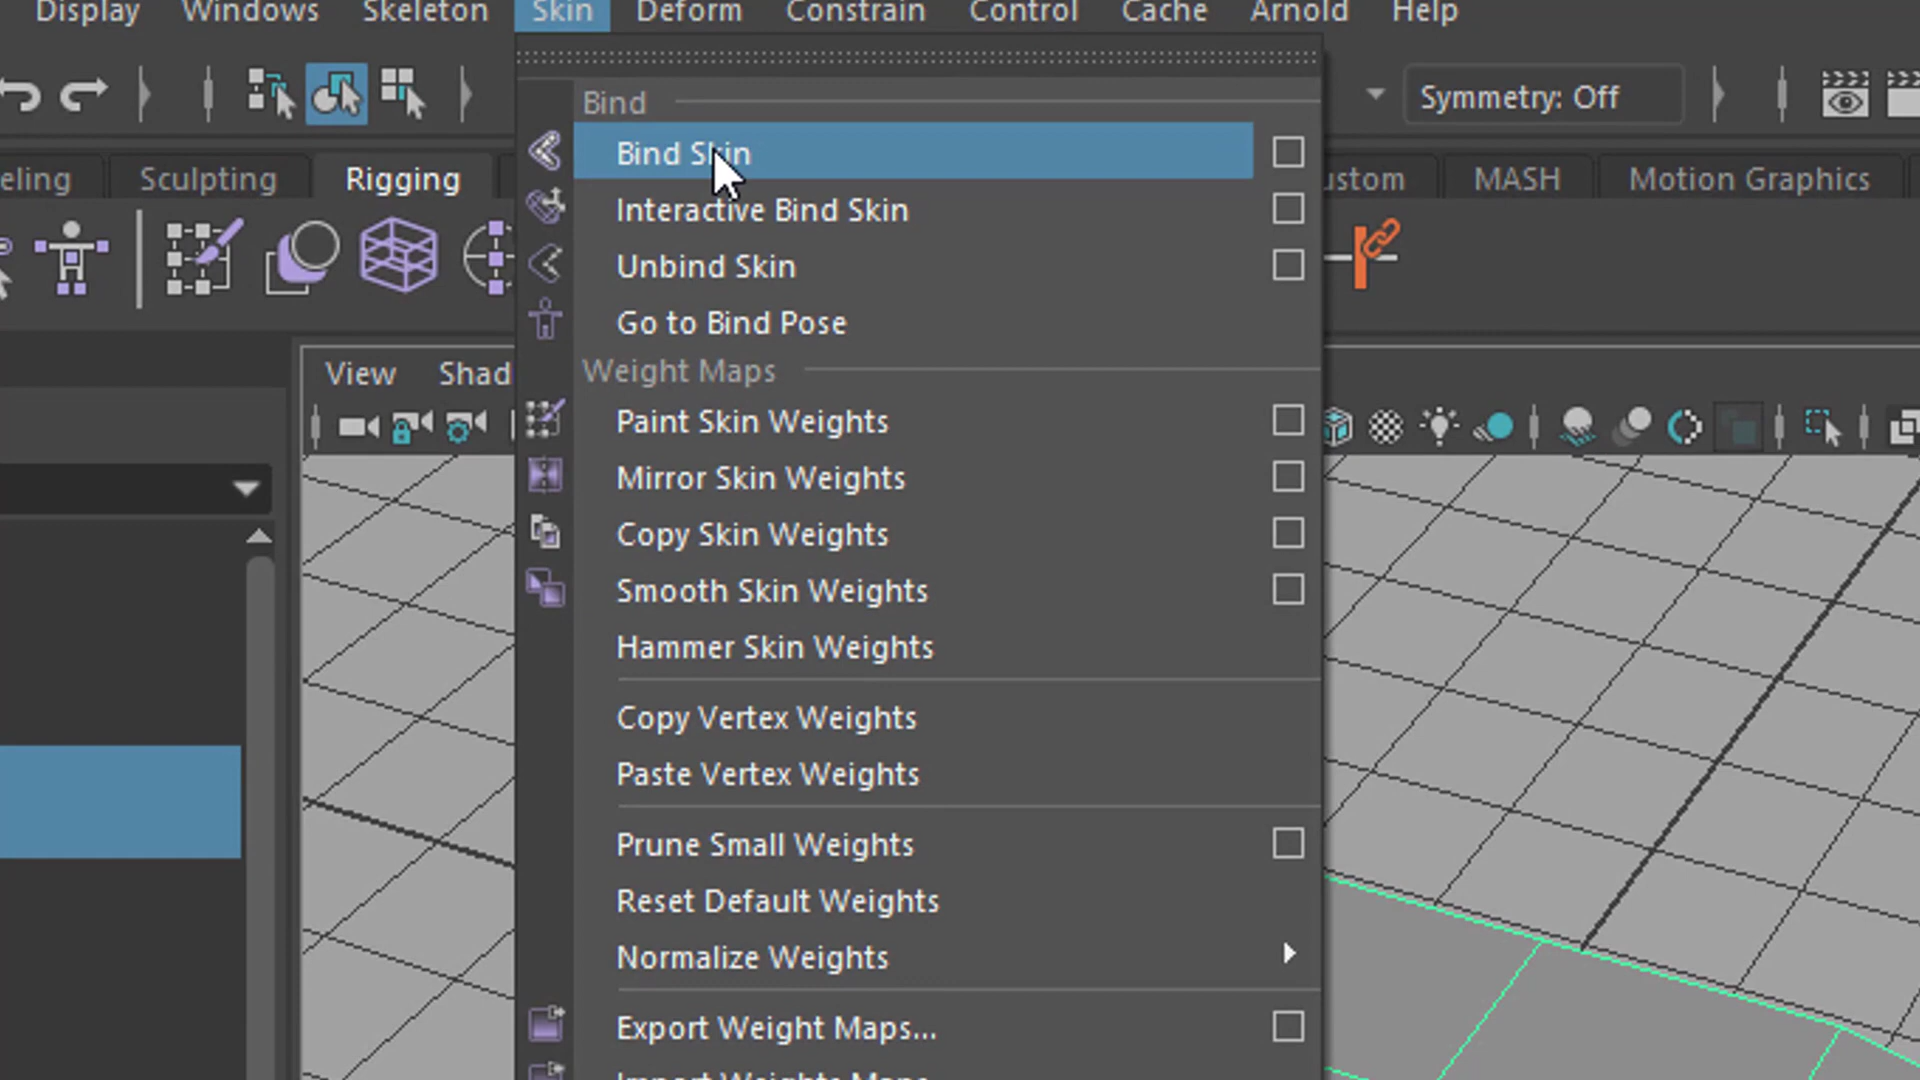 Display Windows Skeleton Skin Deform Constrain Control Cache Arnold Help
Symmetry: Off
eling Sculpting Rigging ustom MASH Motion Graphics
View Shad
Bind
Bind Skin
Interactive Bind Skin
Unbind Skin
Go to Bind Pose
Weight Maps
Paint Skin Weights
Mirror Skin Weights
Copy Skin Weights
Smooth Skin Weights
Hammer Skin Weights
Copy Vertex Weights
Paste Vertex Weights
Prune Small Weights
Reset Default Weights
Normalize Weights
Export Weight Maps...